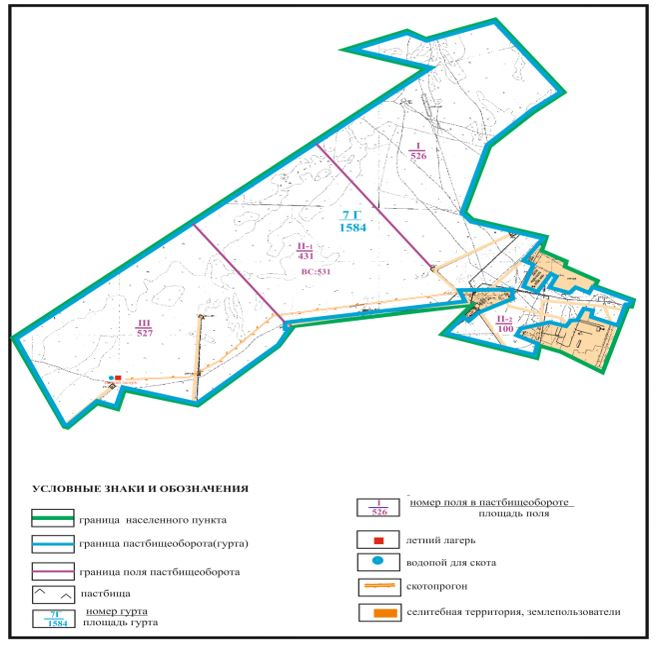 I
526
7 Г
1584
II-1
431
ВС:531
III
527
II-2
100
УСЛОВНЫЕ ЗНАКИ И ОБОЗНАЧЕНИЯ
граница населенного пункта
граница пастбищеоборота(гурта)
граница поля пастбищеоборота
пастбища
7Г
1584
номер гурта
площадь гурта
I
526
номер поля в пастбищеобороте
площадь поля
летний лагерь
водопой для скота
скотопрогон
селитебная территория, землепользователи